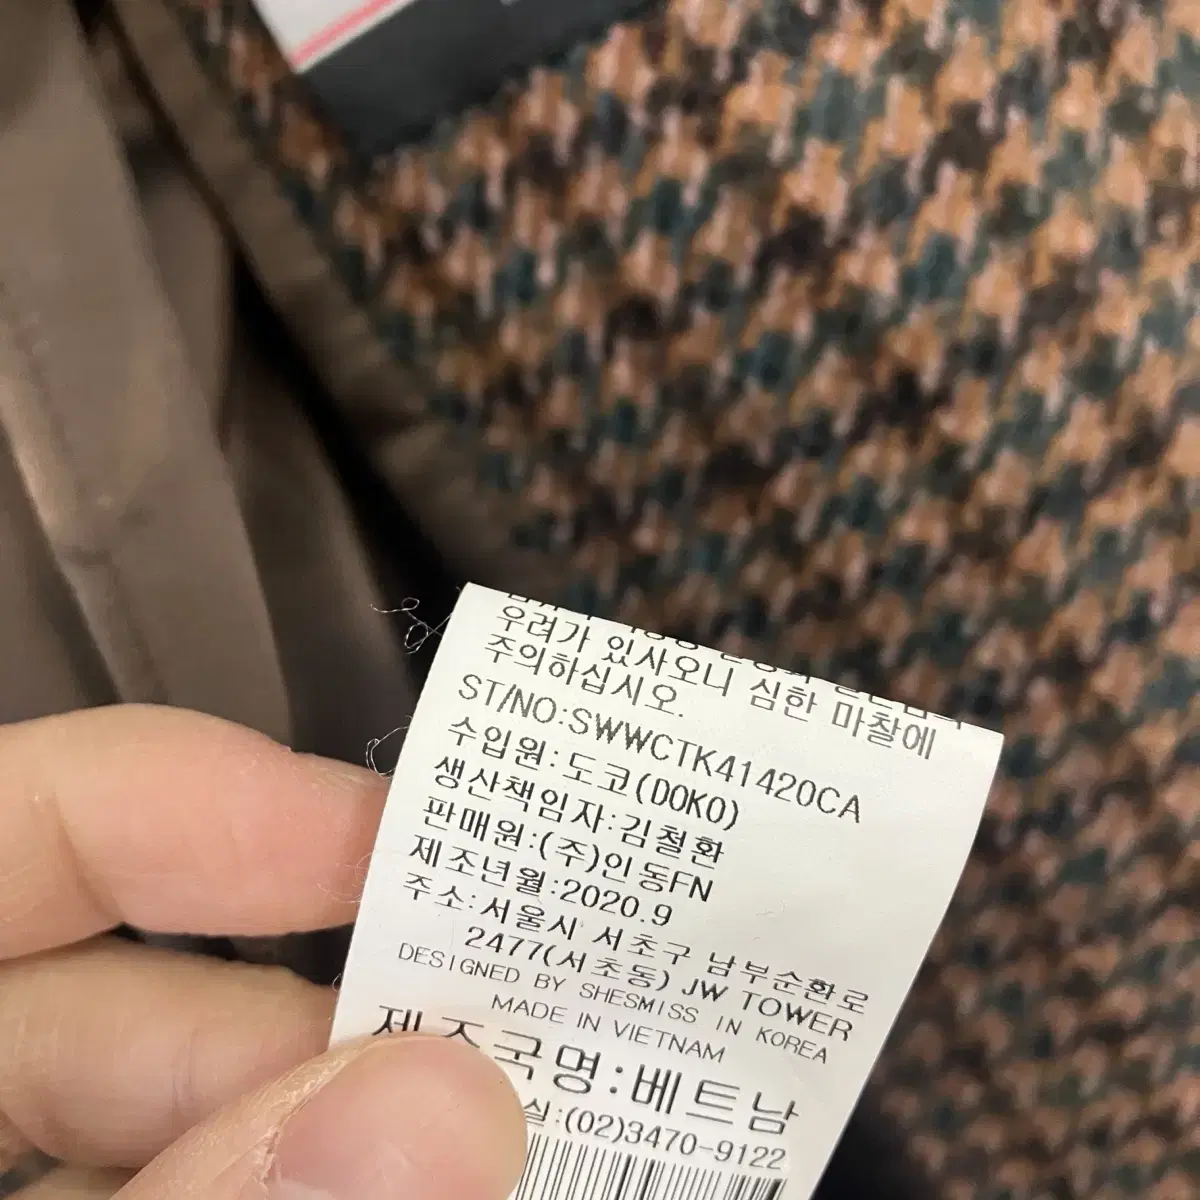 우려가 있사오니 심한 마찰에
주의하십시오.
ST/NO:SWWCTK41420CA
수입원:도코(DOKO)
생산책임자:김철환
판매원:(주)인동FN
제조년월:2020.9
주소:서울시 서초구 남부순환로
2477(서초동) JW TOWER
DESIGNED BY SHESMISS IN KOREA
MADE IN VIETNAM
제조국명:베트남
실:(02)3470-9122